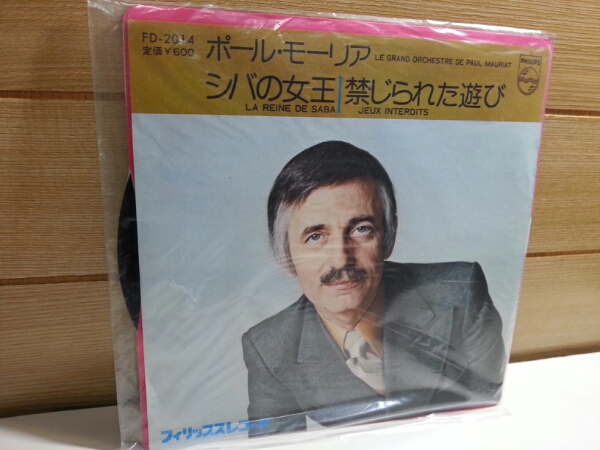 FD-2014
定価¥600
ポール・モーリア LE GRAND ORCHESTRE DE PAUL MAURIAT
PHILIPS
シバの女王|禁じられた遊び
LA REINE DE SABA JEUX INTERDITS
フィリップスレコード